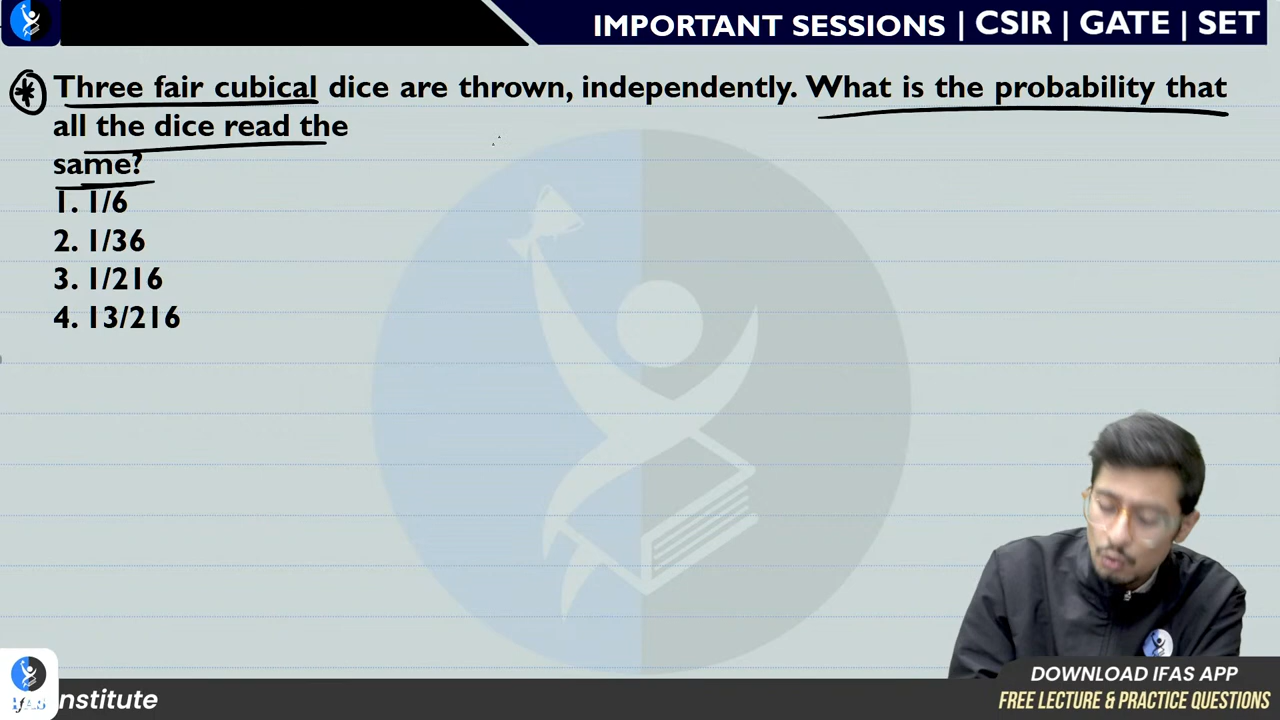 IMPORTANT SESSIONS | CSIR | GATE | SET
Three fair cubical dice are thrown, independently. What is the probability that
all the dice read the
same?
1. 1/6
2. 1/36
3. 1/216
4. 13/216
DOWNLOAD IFAS APP
FREE LECTURE & PRACTICE QUESTIONS
nstitute